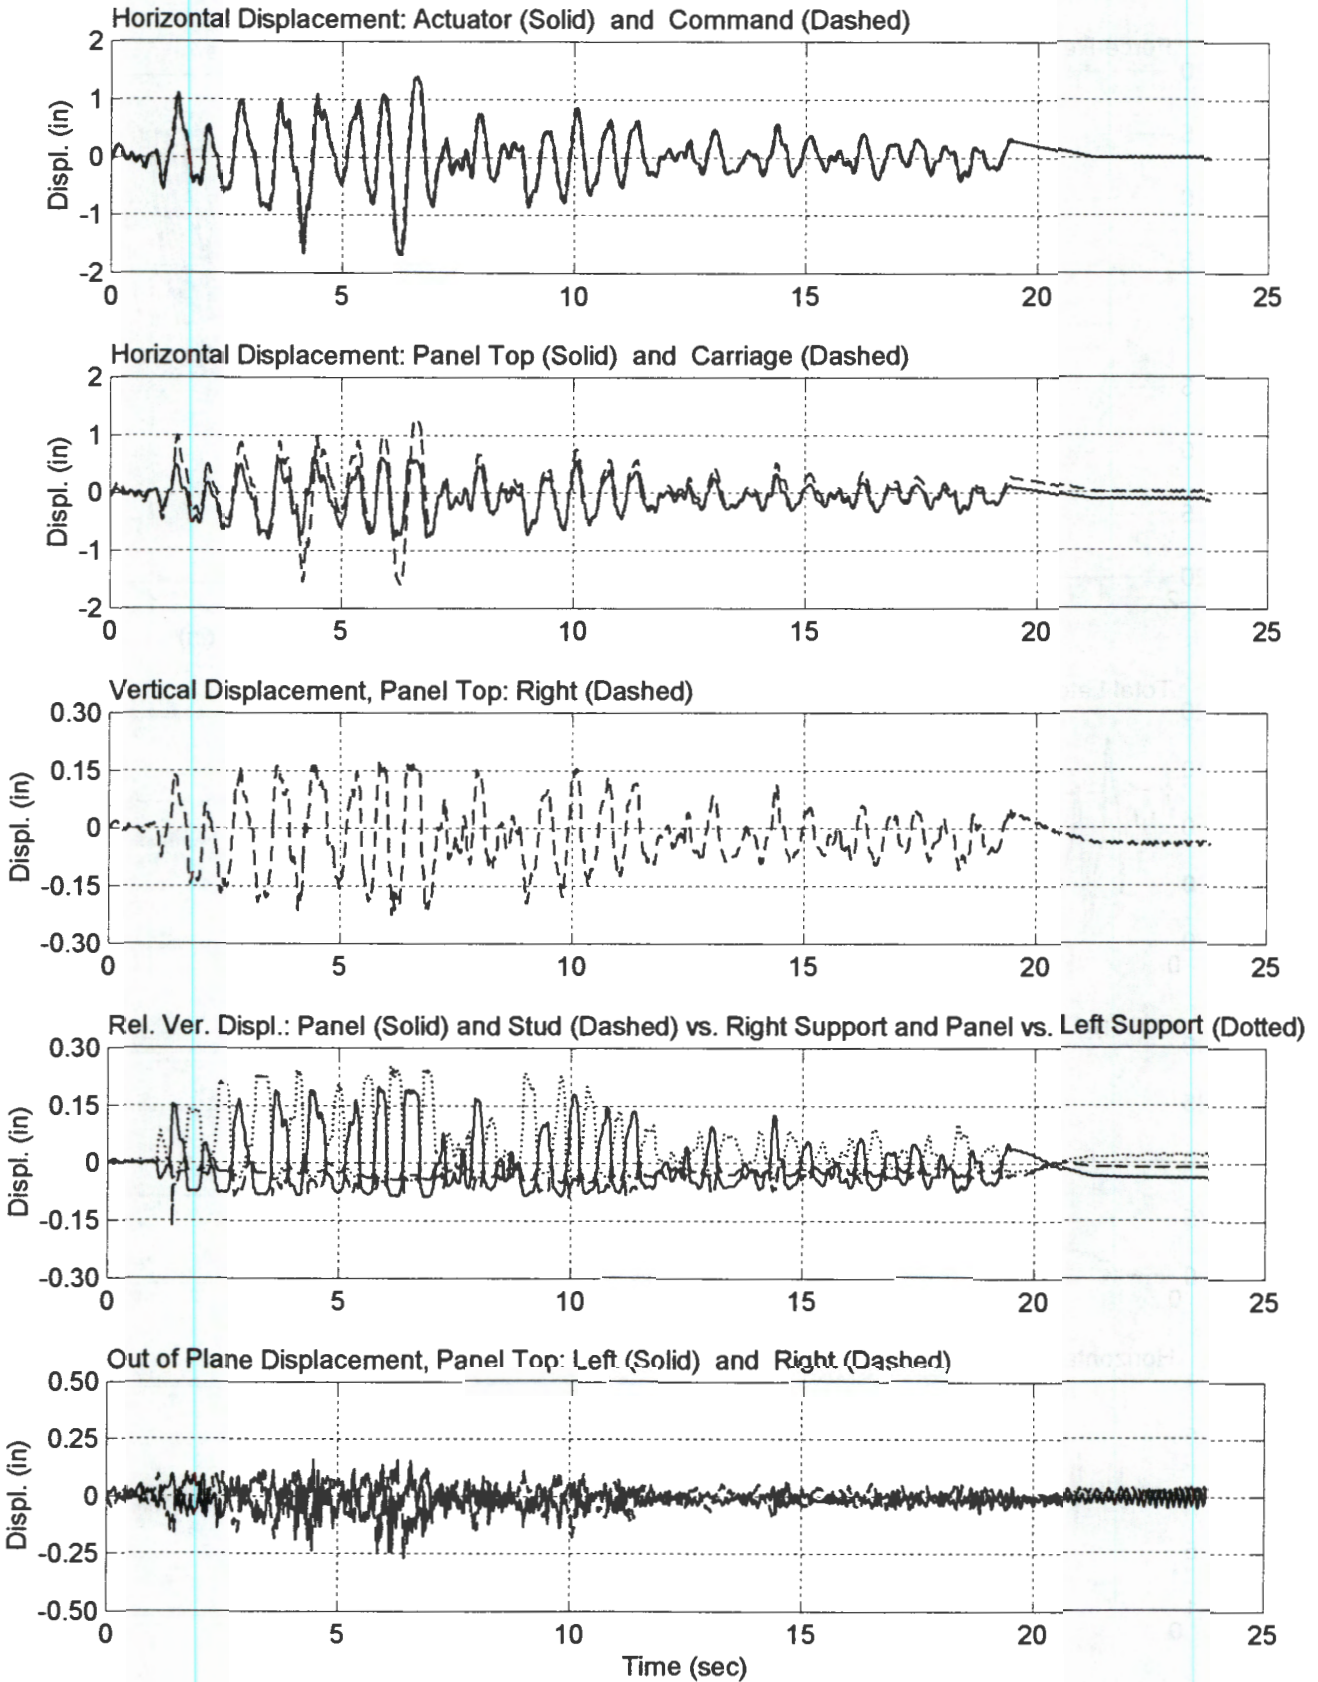 Horizontal Displacement: Actuator (Solid) and Command (Dashed)
2
1
0
-1
-2
Displ. (in)
0 5 10 15 20 25
Horizontal Displacement: Panel Top (Solid) and Carriage (Dashed)
2
1
0
-1
-2
Displ. (in)
0 5 10 15 20 25
Vertical Displacement, Panel Top: Right (Dashed)
0.30
0.15
0
-0.15
-0.30
Displ. (in)
0 5 10 15 20 25
Rel. Ver. Displ.: Panel (Solid) and Stud (Dashed) vs. Right Support and Panel vs. Left Support (Dotted)
0.30
0.15
0
-0.15
-0.30
Displ. (in)
0 5 10 15 20 25
Out of Plane Displacement, Panel Top: Left (Solid) and Right (Dashed)
0.50
0.25
0
-0.25
-0.50
Displ. (in)
0 5 10 15 20 25
Time (sec)